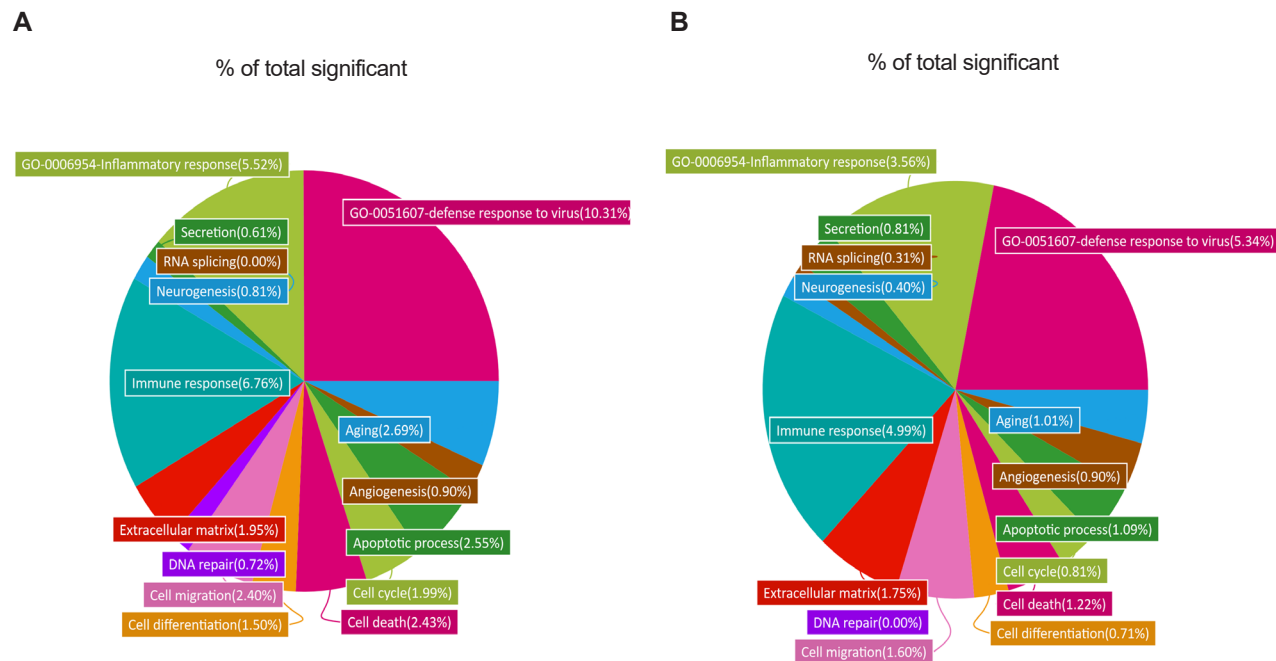 A
% of total significant
GO-0006954-Inflammatory response(5.52%)
GO-0051607-defense response to virus(10.31%)
Secretion(0.61%)
RNA splicing(0.00%)
Neurogenesis(0.81%)
Immune response(6.76%)
Aging(2.69%)
Angiogenesis(0.90%)
Extracellular matrix(1.95%)
Apoptotic process(2.55%)
DNA repair(0.72%)
Cell migration(2.40%)
Cell cycle(1.99%)
Cell differentiation(1.50%)
Cell death(2.43%)
B
% of total significant
GO-0006954-Inflammatory response(3.56%)
GO-0051607-defense response to virus(5.34%)
Secretion(0.81%)
RNA splicing(0.31%)
Neurogenesis(0.40%)
Immune response(4.99%)
Aging(1.01%)
Angiogenesis(0.90%)
Apoptotic process(1.09%)
Cell cycle(0.81%)
Extracellular matrix(1.75%)
Cell death(1.22%)
DNA repair(0.00%)
Cell differentiation(0.71%)
Cell migration(1.60%)